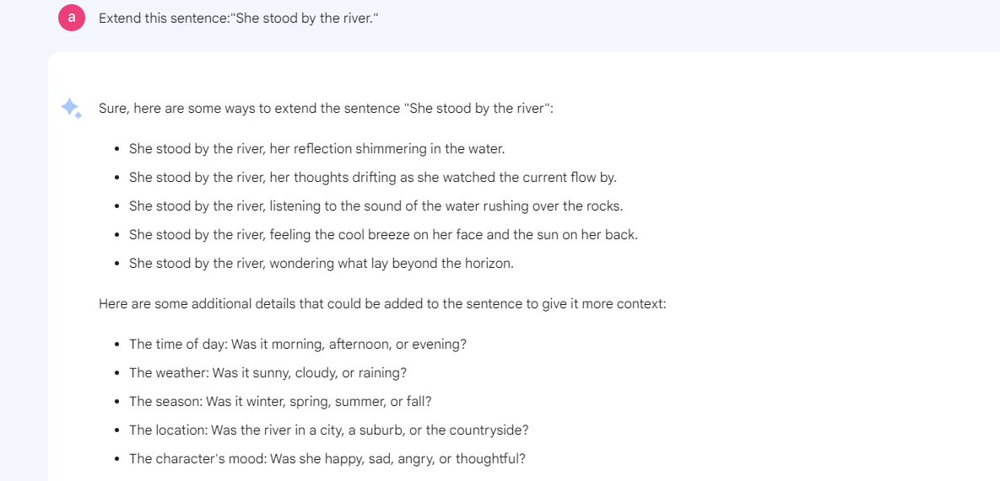 a
Extend this sentence:"She stood by the river."
Sure, here are some ways to extend the sentence "She stood by the river":
• She stood by the river, her reflection shimmering in the water.
• She stood by the river, her thoughts drifting as she watched the current flow by.
• She stood by the river, listening to the sound of the water rushing over the rocks.
• She stood by the river, feeling the cool breeze on her face and the sun on her back.
• She stood by the river, wondering what lay beyond the horizon.
Here are some additional details that could be added to the sentence to give it more context:
• The time of day: Was it morning, afternoon, or evening?
• The weather: Was it sunny, cloudy, or raining?
• The season: Was it winter, spring, summer, or fall?
• The location: Was the river in a city, a suburb, or the countryside?
• The character's mood: Was she happy, sad, angry, or thoughtful?